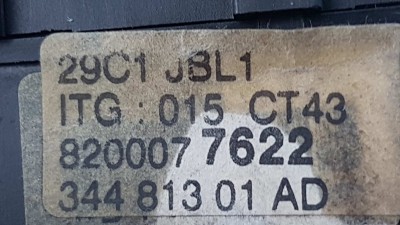 29C1 JBL1
ITG : 015 CT43
8200077622
344 813 01 AD